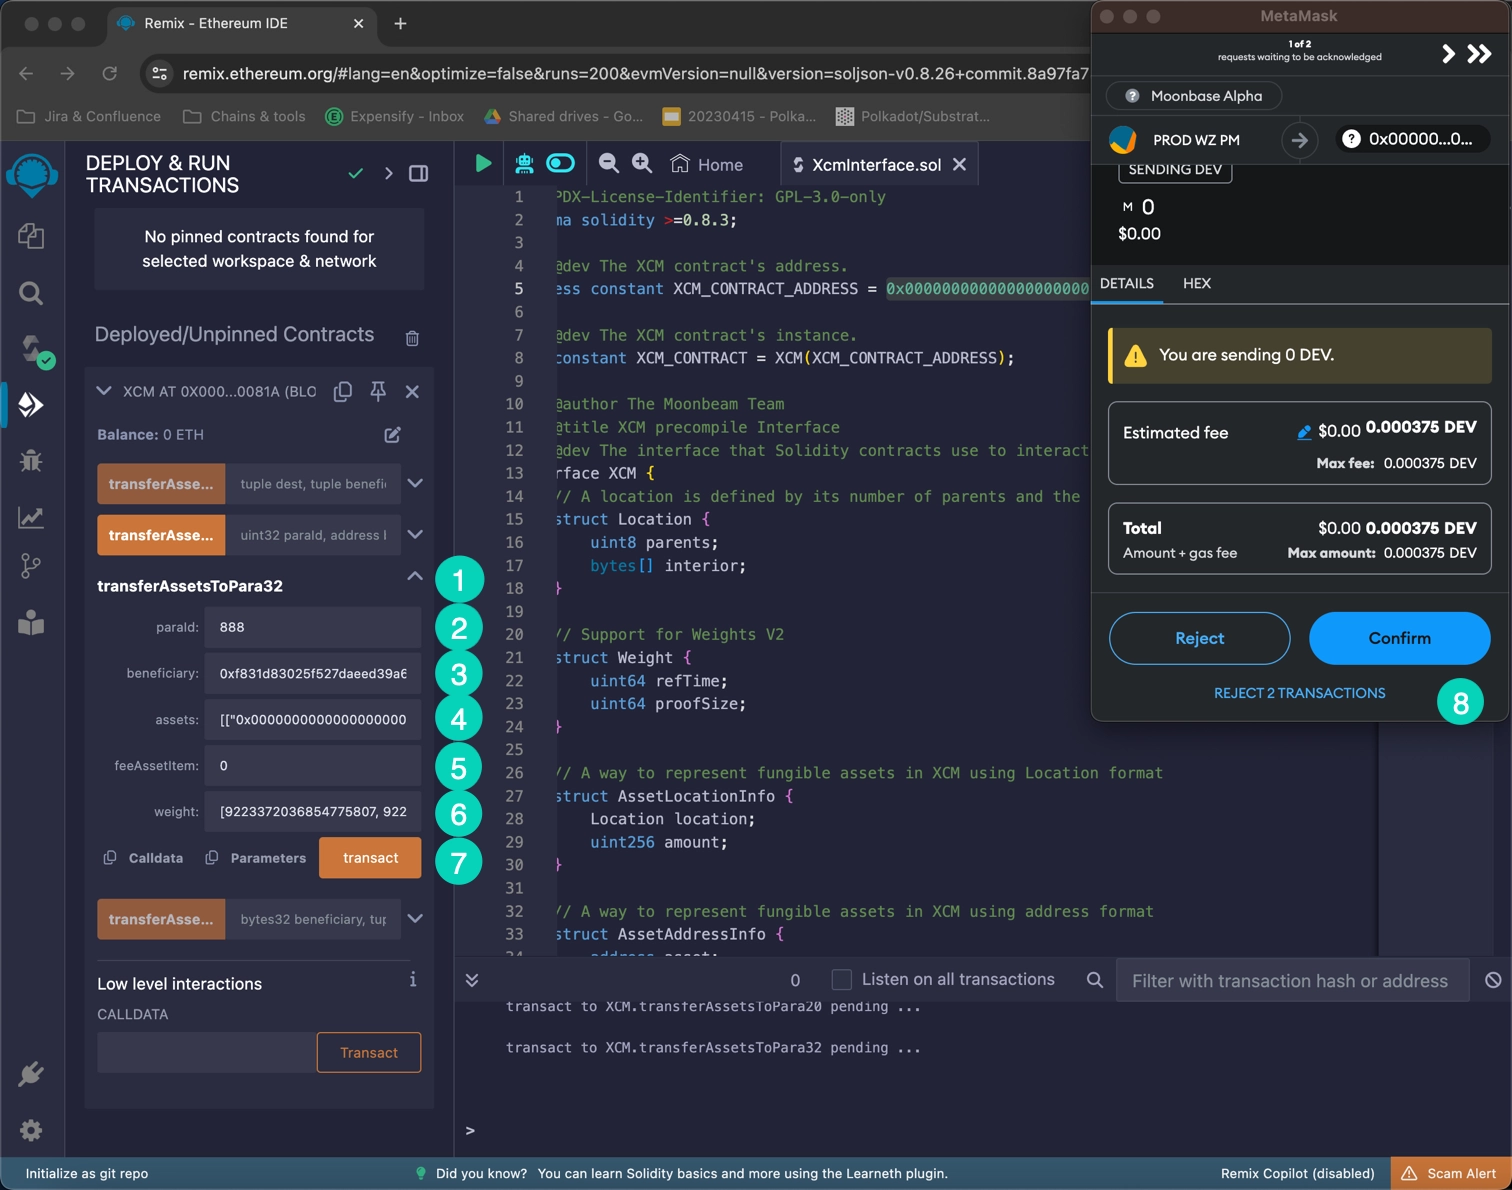 Remix - Ethereum IDE
remix.ethereum.org/#lang=en&optimize=false&runs=200&evmVersion=null&version=soljson-v0.8.26+commit.8a97fa7
Jira & Confluence
Chains & tools
Expensify - Inbox
Shared drives - Go...
20230415 - Polka...
Polkadot/Substrat...
DEPLOY & RUN
TRANSACTIONS
No pinned contracts found for
selected workspace & network
Deployed/Unpinned Contracts
XCM AT 0X000...0081A (BLO
Balance: 0 ETH
transferAsse...
tuple dest, tuple benefi
transferAsse...
uint32 paraId, address
transferAssetsToPara32
1
paraId:
888
2
beneficiary:
0xf831d83025f527daeed39a6
3
assets:
[["0x0000000000000000000
4
feeAssetItem:
0
5
weight:
[9223372036854775807, 922
6
Calldata
Parameters
transact
7
transferAsse...
bytes32 beneficiary, tup
Low level interactions
i
CALLDATA
Transact
Home
XcmInterface.sol
1 PDX-License-Identifier: GPL-3.0-only
2 ma solidity >=0.8.3;
3
4 @dev The XCM contract's address.
5 ess constant XCM_CONTRACT_ADDRESS = 0x00000000000000000000
6
7 @dev The XCM contract's instance.
8 constant XCM_CONTRACT = XCM(XCM_CONTRACT_ADDRESS);
9
10 @author The Moonbeam Team
11 @title XCM precompile Interface
12 @dev The interface that Solidity contracts use to interact
13 rface XCM {
14 // A location is defined by its number of parents and the
15 struct Location {
16 uint8 parents;
17 bytes[] interior;
18 }
19
20 // Support for Weights V2
21 struct Weight {
22 uint64 refTime;
23 uint64 proofSize;
24 }
25
26 // A way to represent fungible assets in XCM using Location format
27 struct AssetLocationInfo {
28 Location location;
29 uint256 amount;
30 }
31
32 // A way to represent fungible assets in XCM using address format
33 struct AssetAddressInfo {
34 address asset;
0
Listen on all transactions
Filter with transaction hash or address
transact to XCM.transferAssetsToPara20 pending ...
transact to XCM.transferAssetsToPara32 pending ...
>
MetaMask
1 of 2
requests waiting to be acknowledged
Moonbase Alpha
PROD WZ PM
0x00000...0...
SENDING DEV
M 0
$0.00
DETAILS
HEX
You are sending 0 DEV.
Estimated fee
$0.00 0.000375 DEV
Max fee: 0.000375 DEV
Total
$0.00 0.000375 DEV
Amount + gas fee
Max amount: 0.000375 DEV
Reject
Confirm
REJECT 2 TRANSACTIONS
8
Initialize as git repo
Did you know? You can learn Solidity basics and more using the Learneth plugin.
Remix Copilot (disabled)
Scam Alert